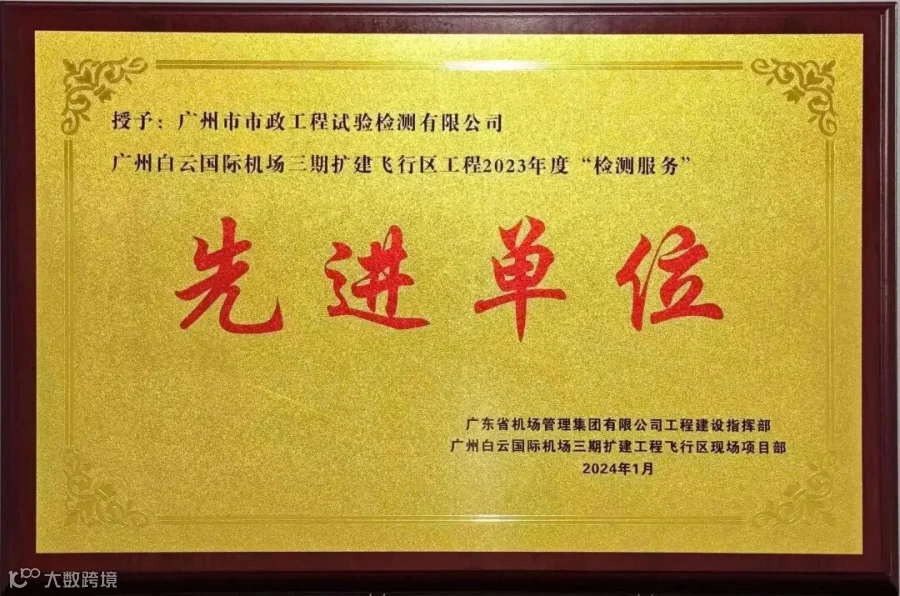 授予：广州市市政工程试验检测有限公司
广州白云国际机场三期扩建飞行区工程2023年度“检测服务”
先进单位
广东省机场管理集团有限公司工程建设指挥部
广州白云国际机场三期扩建工程飞行区现场项目部
2024年1月
大数跨境